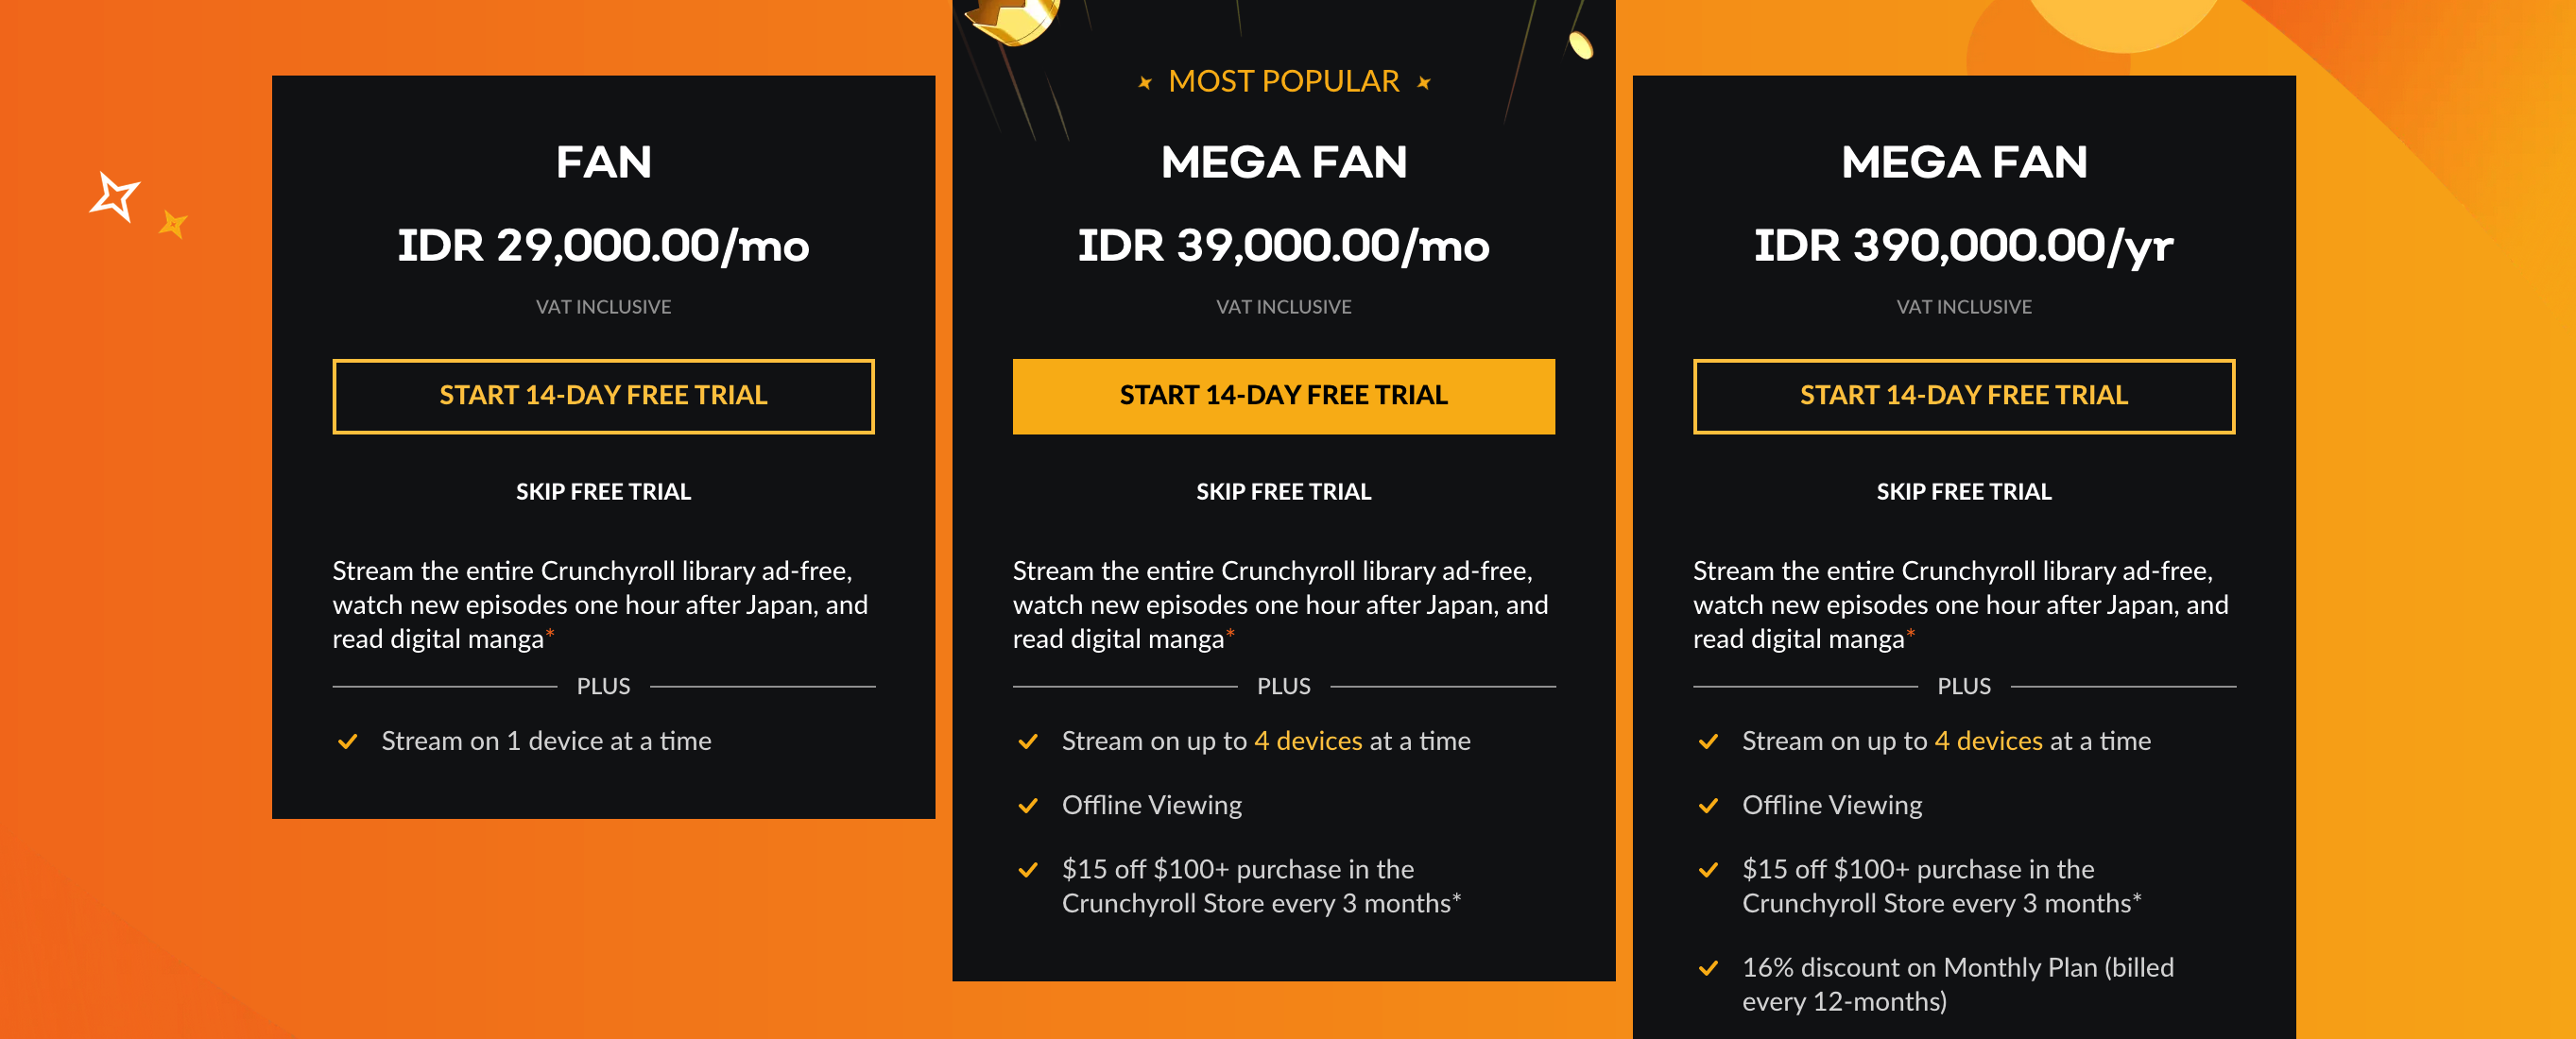 FAN
IDR 29,000.00/mo
VAT INCLUSIVE
START 14-DAY FREE TRIAL
SKIP FREE TRIAL
Stream the entire Crunchyroll library ad-free,
watch new episodes one hour after Japan, and
read digital manga*
PLUS
Stream on 1 device at a time
MOST POPULAR
MEGA FAN
IDR 39,000.00/mo
VAT INCLUSIVE
START 14-DAY FREE TRIAL
SKIP FREE TRIAL
Stream the entire Crunchyroll library ad-free,
watch new episodes one hour after Japan, and
read digital manga*
PLUS
Stream on up to 4 devices at a time
Offline Viewing
$15 off $100+ purchase in the
Crunchyroll Store every 3 months*
MEGA FAN
IDR 390,000.00/yr
VAT INCLUSIVE
START 14-DAY FREE TRIAL
SKIP FREE TRIAL
Stream the entire Crunchyroll library ad-free,
watch new episodes one hour after Japan, and
read digital manga*
PLUS
Stream on up to 4 devices at a time
Offline Viewing
$15 off $100+ purchase in the
Crunchyroll Store every 3 months*
16% discount on Monthly Plan (billed
every 12-months)